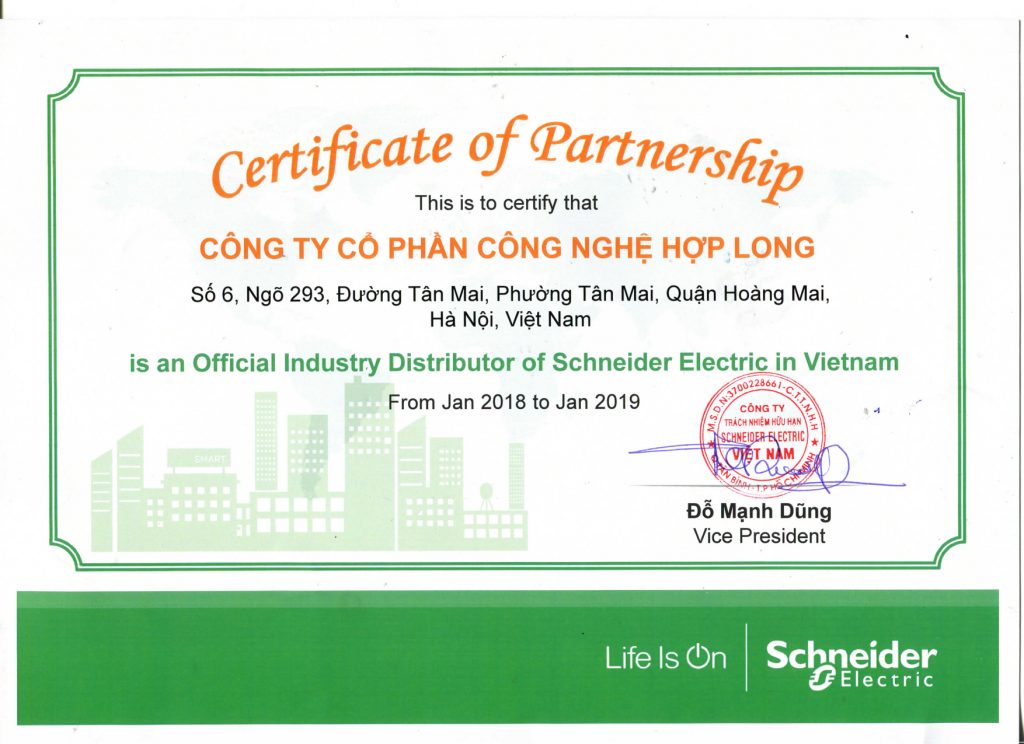 Certificate of Partnership
This is to certify that
CÔNG TY CỔ PHẦN CÔNG NGHỆ HỢP LONG
Số 6, Ngõ 293, Đường Tân Mai, Phường Tân Mai, Quận Hoàng Mai,
Hà Nội, Việt Nam
is an Official Industry Distributor of Schneider Electric in Vietnam
From Jan 2018 to Jan 2019
SMART
M.S.D.N:3700228661-C.T.T.N.H.H
CÔNG TY
TRÁCH NHIỆM HỮU HẠN
SCHNEIDER ELECTRIC
VIỆT NAM
BÌNH-T.P HỒ CHÍ MINH
Đỗ Mạnh Dũng
Vice President
Life Is On
Schneider
Electric